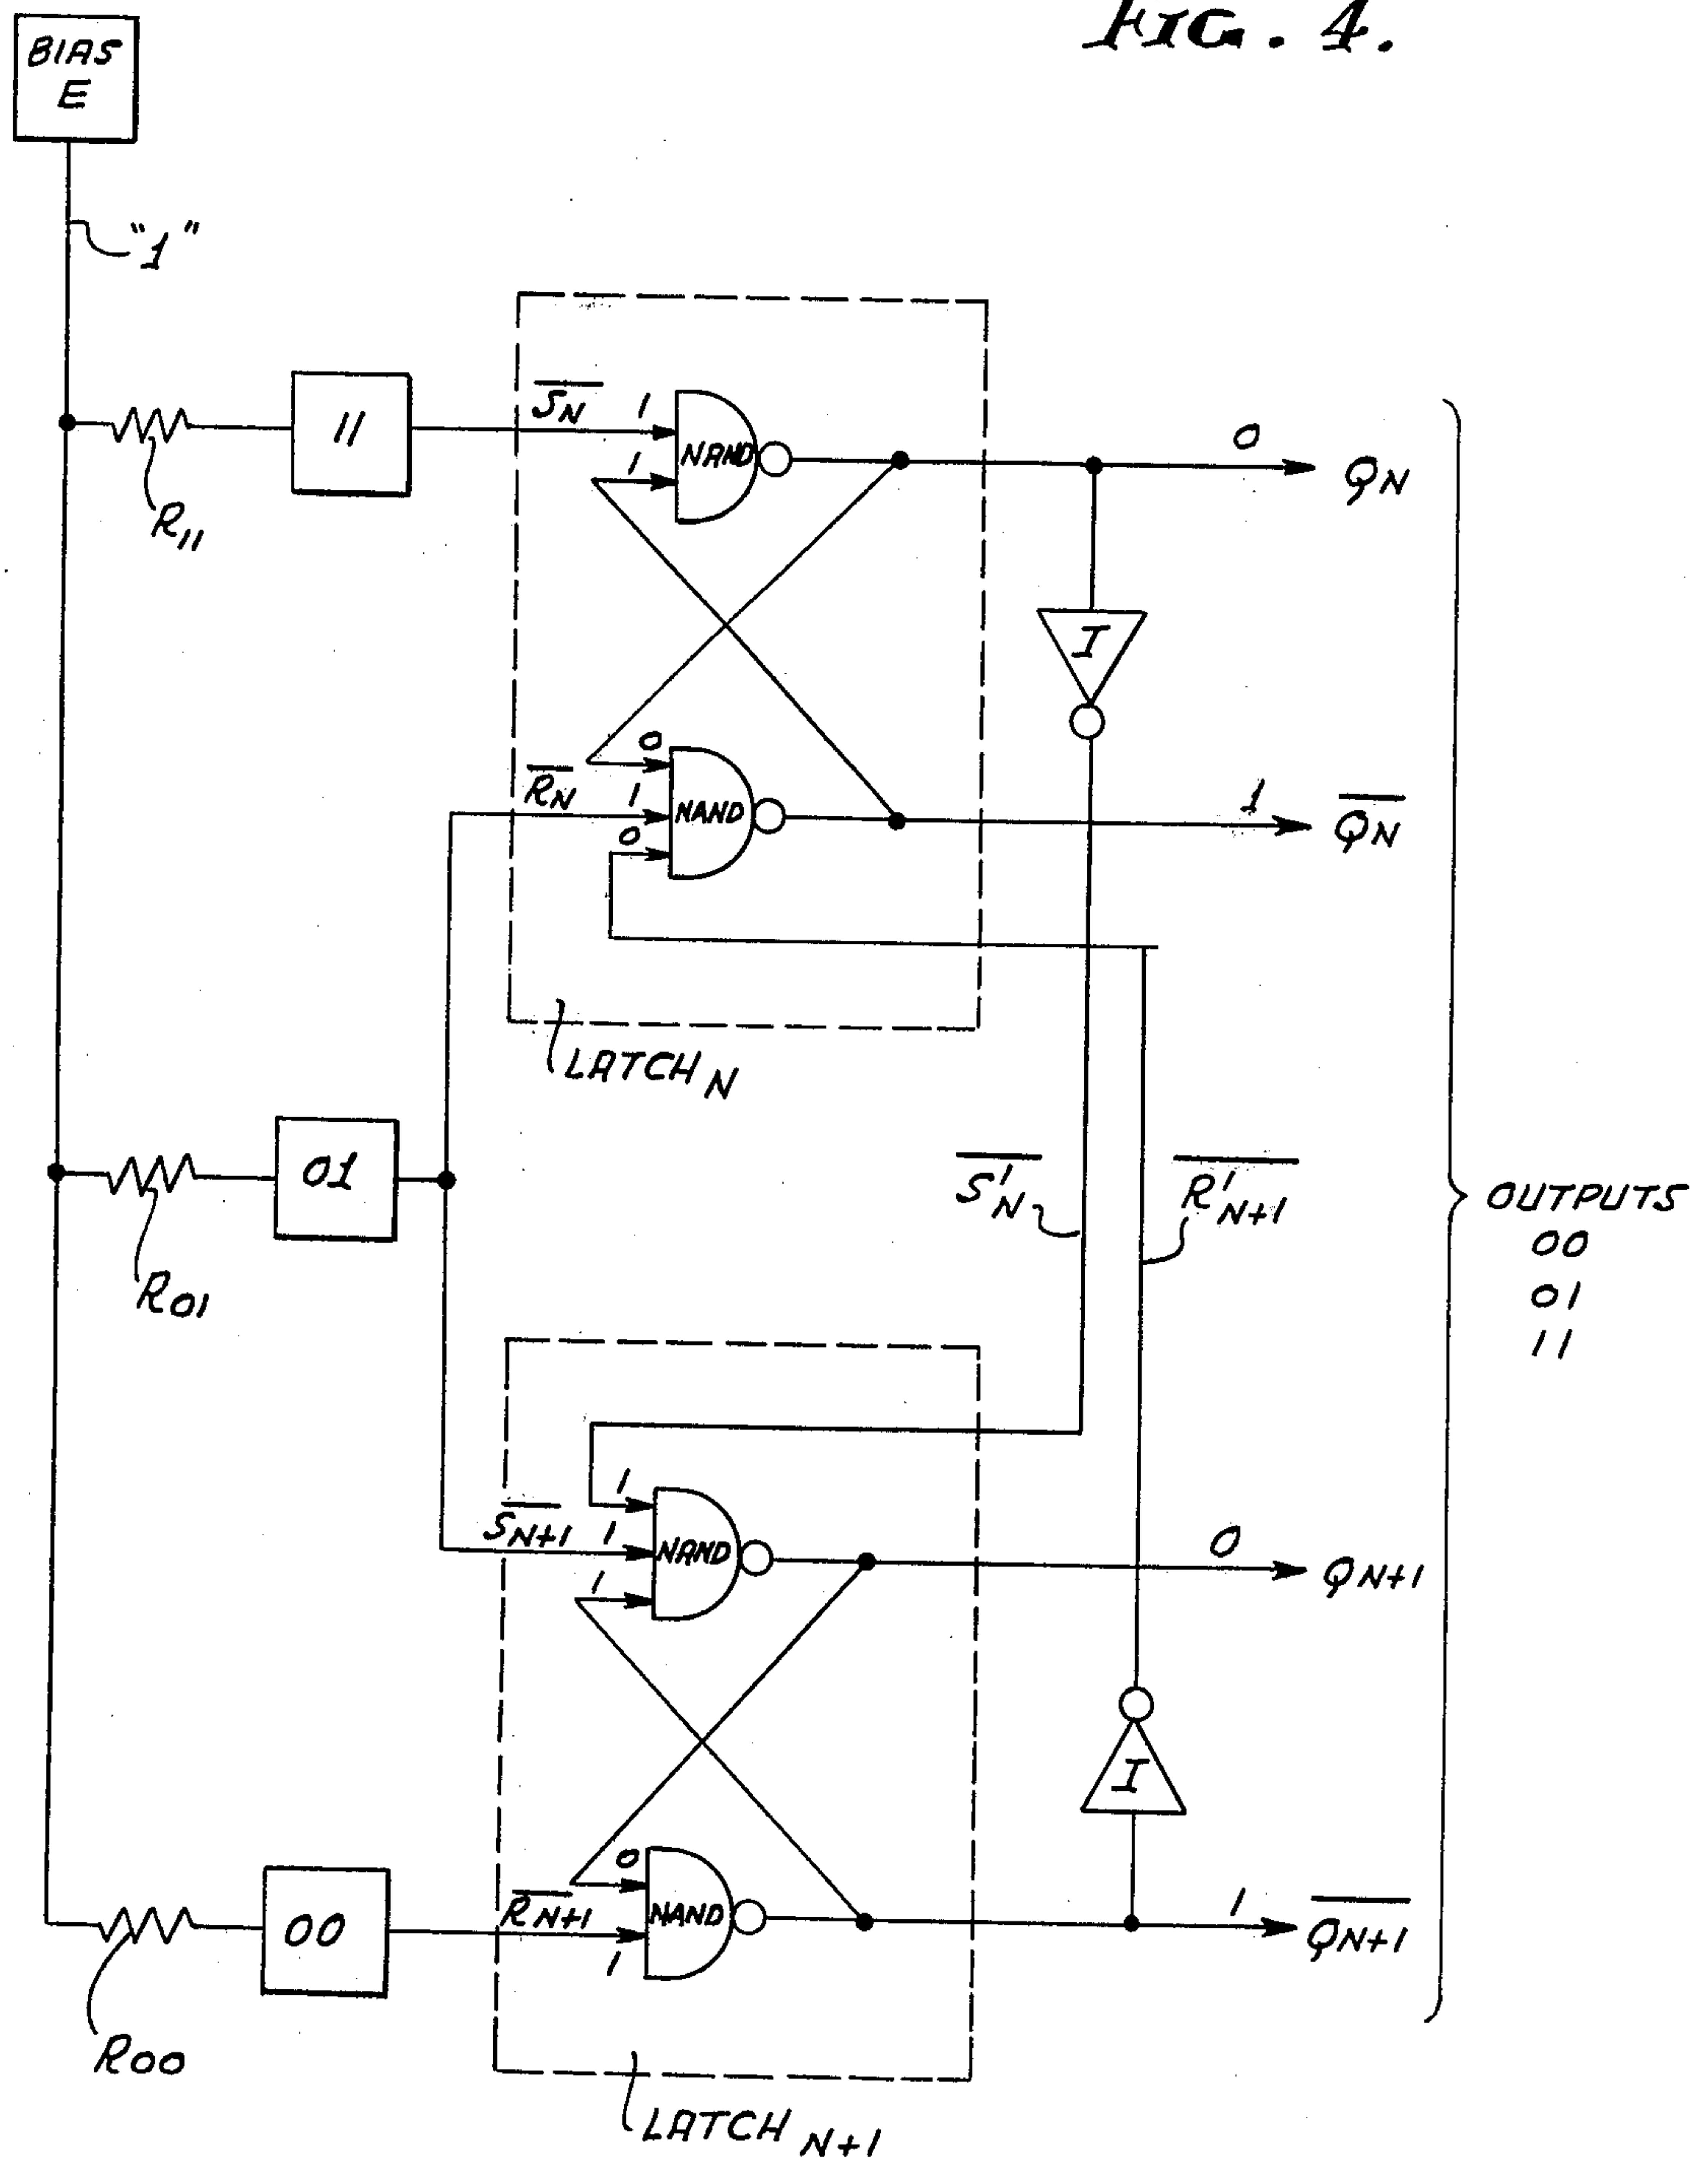 FIG. 4.
BIAS
E
"1"
11
R11
S̅N̅
1
1
NAND
0
QN
I
R̅N̅
0
1
0
NAND
1
Q̅N̅
LATCH N
01
R01
S̅'̅N̅
R̅'̅N̅+̅1̅
OUTPUTS
00
01
11
S̅N̅+̅1̅
1
1
1
NAND
0
QN+1
I
00
R00
R̅N̅+̅1̅
0
1
NAND
1
Q̅N̅+̅1̅
LATCH N+1